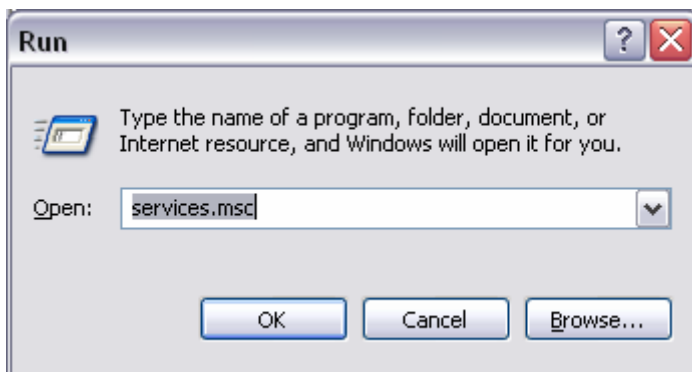 Run
Type the name of a program, folder, document, or
Internet resource, and Windows will open it for you.
Open: services.msc
OK Cancel Browse...